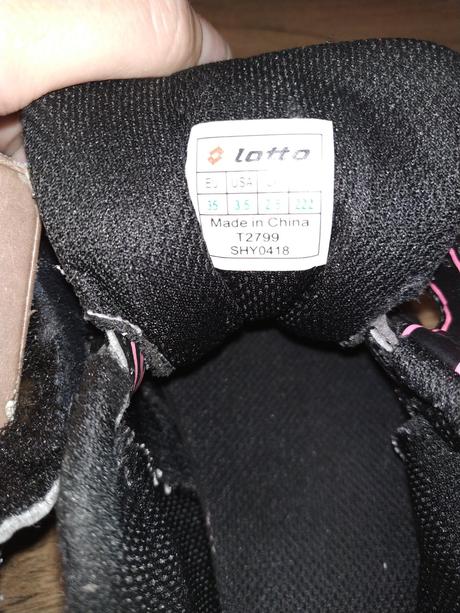 lotto
EU USA
35 3.5 2.5 222
Made in China
T2799
SHY0418